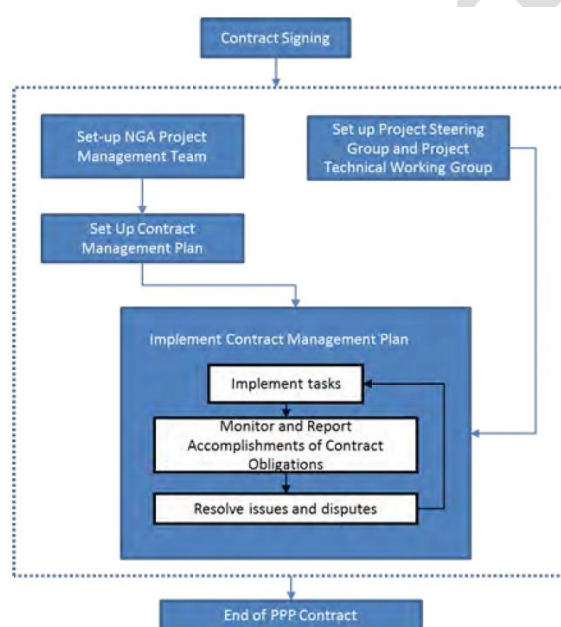 Contract Signing
Set-up NGA Project
Management Team
Set up Project Steering
Group and Project
Technical Working Group
Set Up Contract
Management Plan
Implement Contract Management Plan
Implement tasks
Monitor and Report
Accomplishments of Contract
Obligations
Resolve issues and disputes
End of PPP Contract